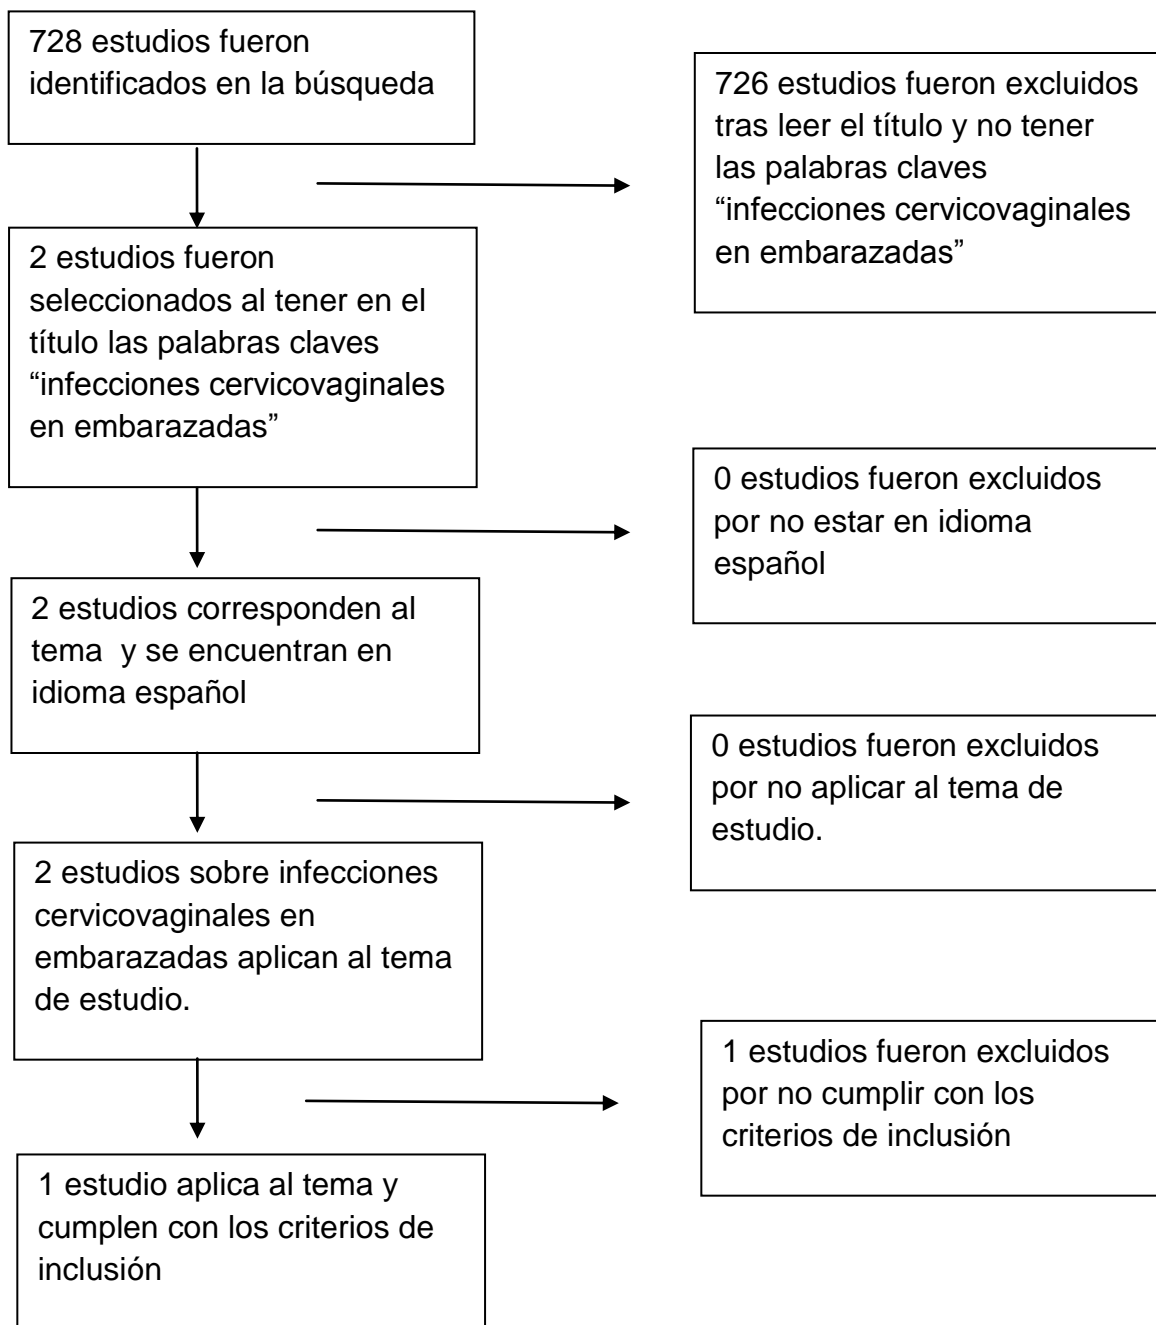 728 estudios fueron
identificados en la búsqueda
726 estudios fueron excluidos
tras leer el título y no tener
las palabras claves
“infecciones cervicovaginales
en embarazadas”
2 estudios fueron
seleccionados al tener en el
título las palabras claves
“infecciones cervicovaginales
en embarazadas”
0 estudios fueron excluidos
por no estar en idioma
español
2 estudios corresponden al
tema y se encuentran en
idioma español
0 estudios fueron excluidos
por no aplicar al tema de
estudio.
2 estudios sobre infecciones
cervicovaginales en
embarazadas aplican al tema
de estudio.
1 estudios fueron excluidos
por no cumplir con los
criterios de inclusión
1 estudio aplica al tema y
cumplen con los criterios de
inclusión